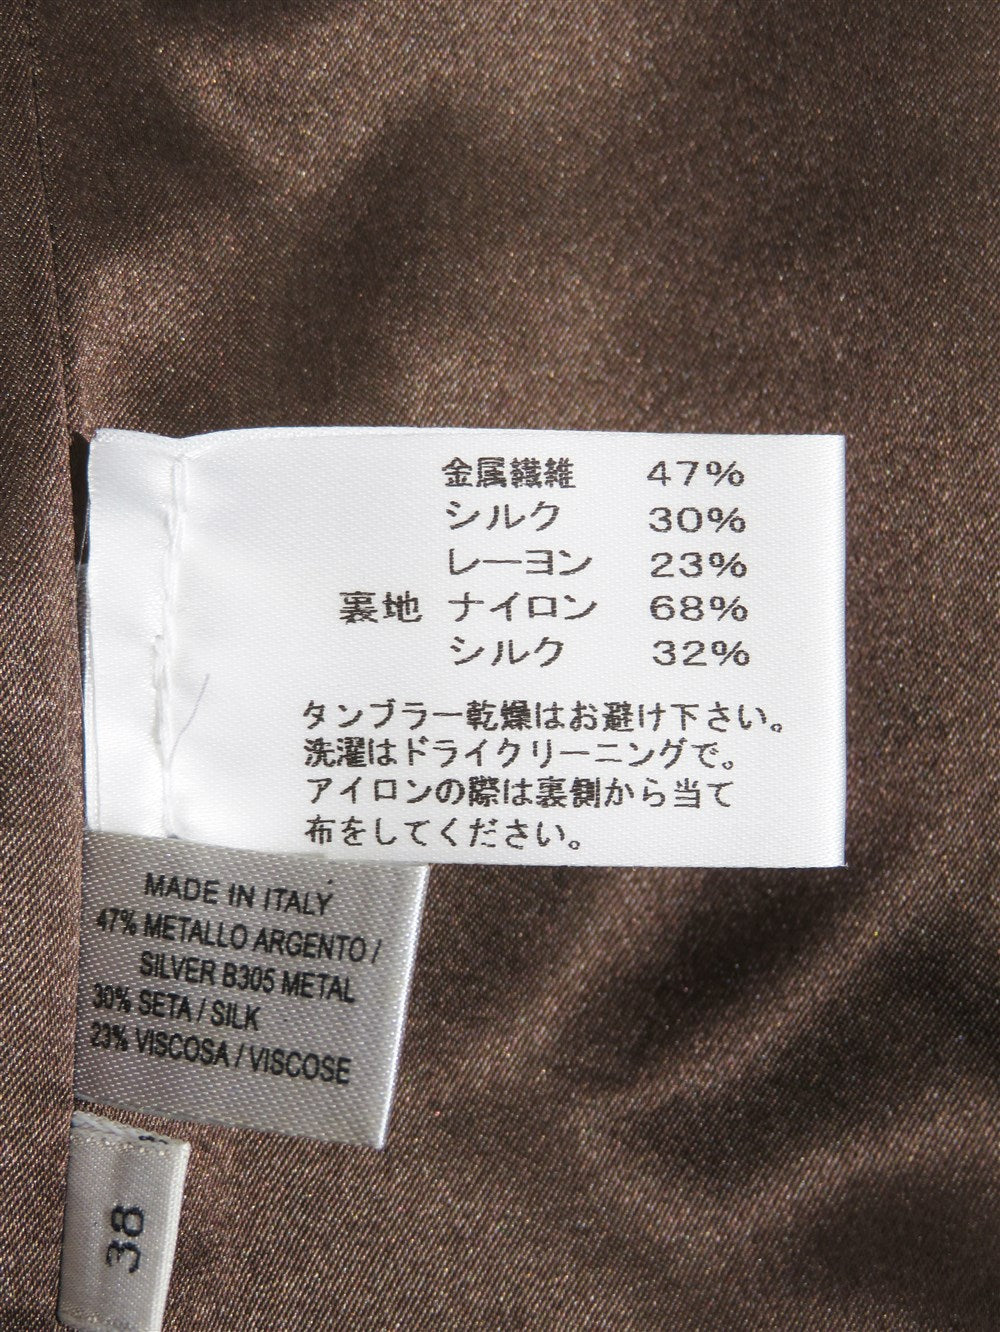 金属繊維 47%
シルク 30%
レーヨン 23%
裏地 ナイロン 68%
シルク 32%
タンブラー乾燥はお避け下さい。
洗濯はドライクリーニングで。
アイロンの際は裏側から当て
布をしてください。
MADE IN ITALY
47% METALLO ARGENTO /
SILVER B305 METAL
30% SETA / SILK
23% VISCOSA / VISCOSE
38